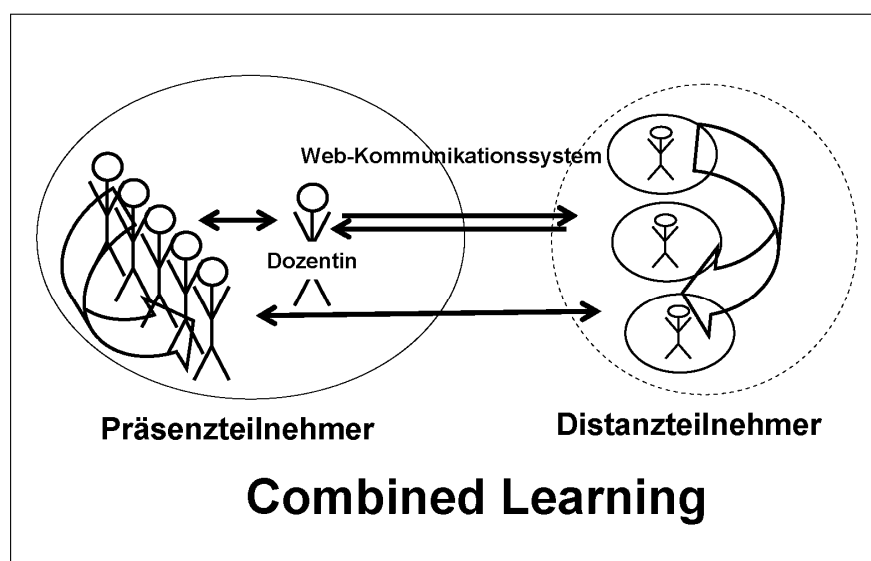 Web-Kommunikationssystem
Dozentin
Präsenzteilnehmer
Distanzteilnehmer
Combined Learning